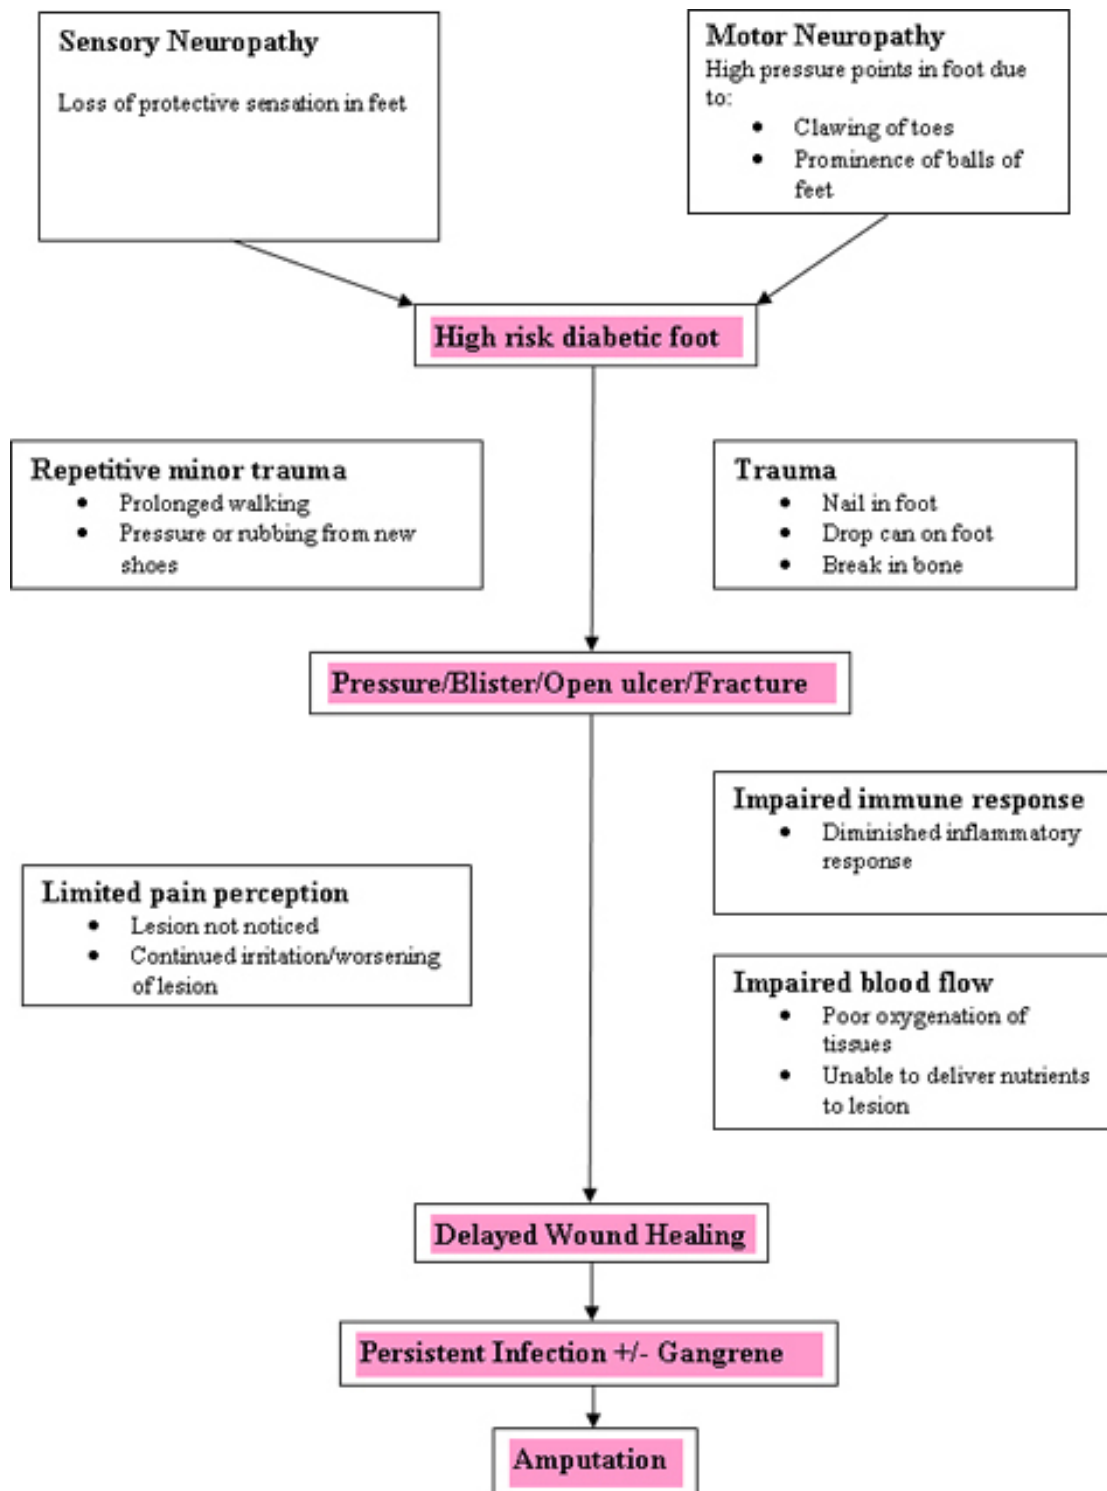 Sensory Neuropathy
Loss of protective sensation in feet
Motor Neuropathy
High pressure points in foot due
to:
• Clawing of toes
• Prominence of balls of
feet
High risk diabetic foot
Repetitive minor trauma
• Prolonged walking
• Pressure or rubbing from new
shoes
Trauma
• Nail in foot
• Drop can on foot
• Break in bone
Pressure/Blister/Open ulcer/Fracture
Impaired immune response
• Diminished inflammatory
response
Limited pain perception
• Lesion not noticed
• Continued irritation/worsening
of lesion
Impaired blood flow
• Poor oxygenation of
tissues
• Unable to deliver nutrients
to lesion
Delayed Wound Healing
Persistent Infection +/- Gangrene
Amputation